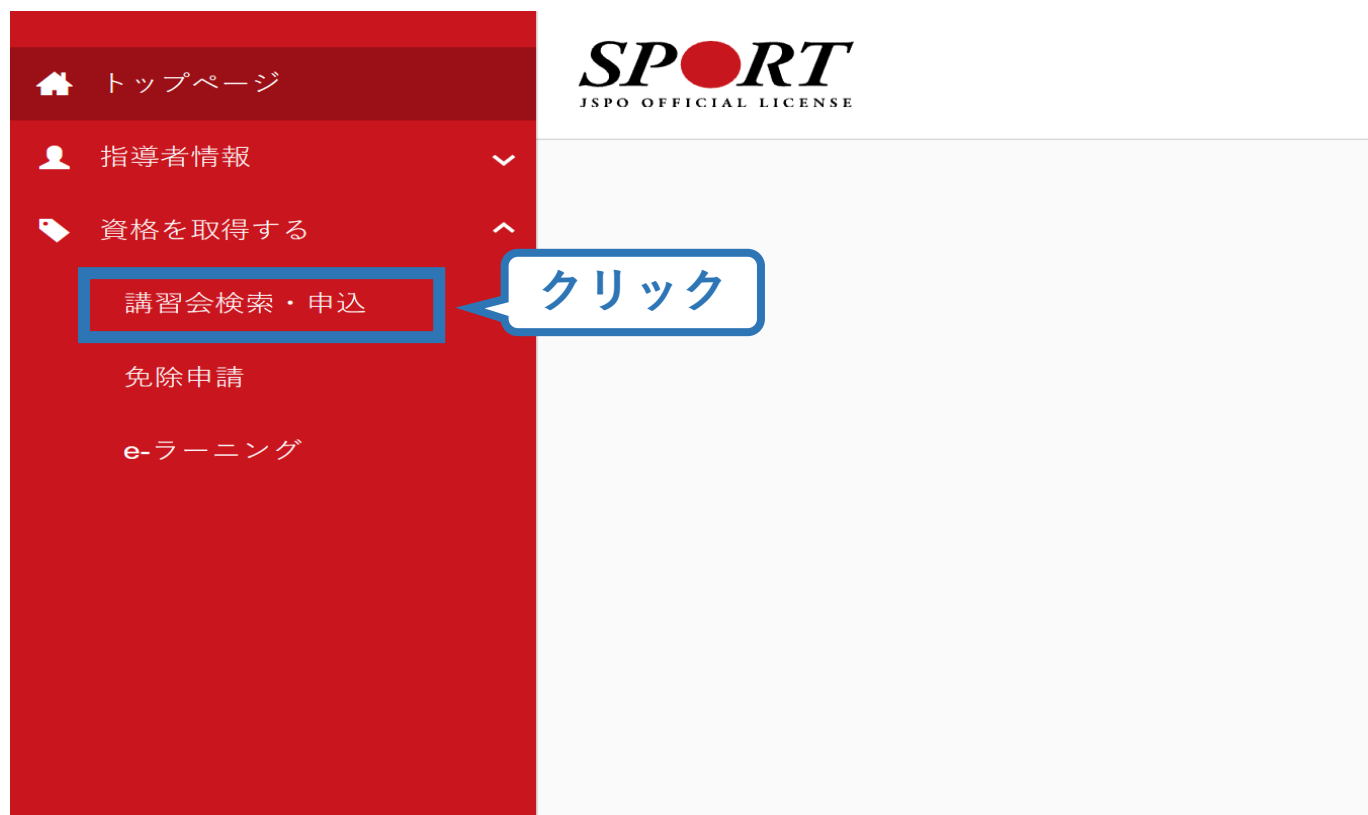 トップページ
指導者情報
資格を取得する
講習会検索・申込
免除申請
e-ラーニング
クリック
SPORT
JSPO OFFICIAL LICENSE